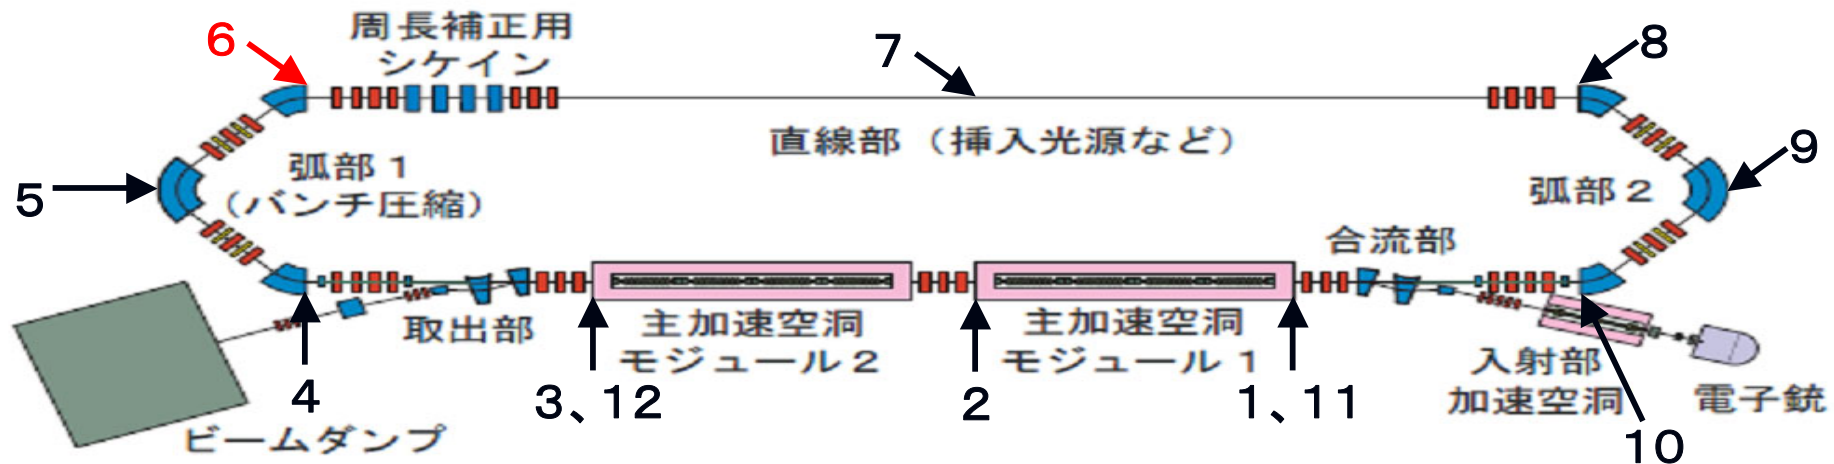 6
周長補正用
シケイン
7
8
直線部（挿入光源など）
9
弧部1
（バンチ圧縮）
5
弧部2
合流部
取出部
主加速空洞
モジュール2
主加速空洞
モジュール1
入射部
加速空洞
電子銃
4
3、12
2
1、11
10
ビームダンプ